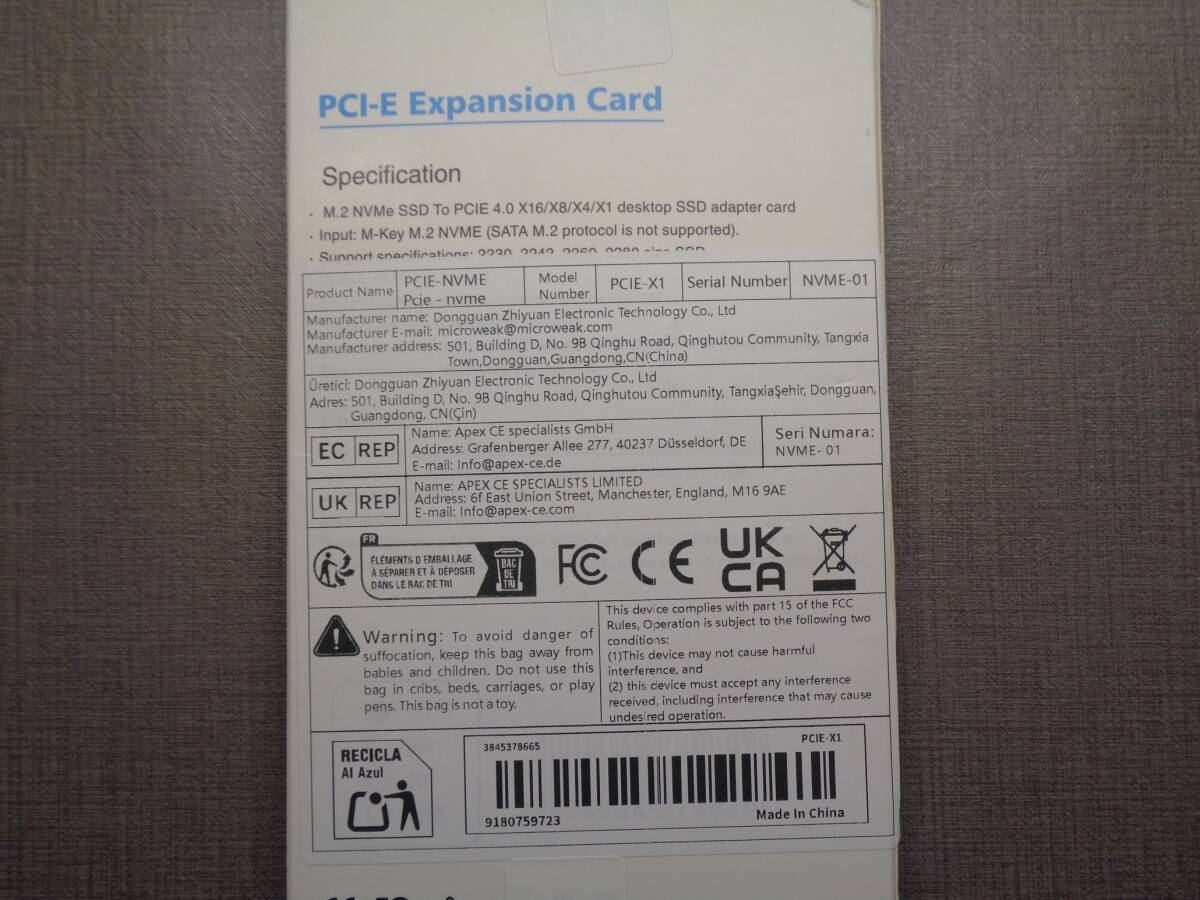 PCI-E Expansion Card
Specification
· M.2 NVMe SSD To PCIE 4.0 X16/X8/X4/X1 desktop SSD adapter card
· Input: M-Key M.2 NVME (SATA M.2 protocol is not supported).
· Support specifications: 2230, 2242, 2260, 2280 size SSD
Product Name PCIE-NVME Pcie - nvme Model Number PCIE-X1 Serial Number NVME-01
Manufacturer name: Dongguan Zhiyuan Electronic Technology Co., Ltd
Manufacturer E-mail: microweak@microweak.com
Manufacturer address: 501, Building D, No. 9B Qinghu Road, Qinghutou Community, Tangxia
Town,Dongguan,Guangdong,CN(China)
Üretici: Dongguan Zhiyuan Electronic Technology Co., Ltd
Adres: 501, Building D, No. 9B Qinghu Road, Qinghutou Community, TangxiaŞehir, Dongguan,
Guangdong, CN(Çin)
EC REP
Name: Apex CE specialists GmbH
Address: Grafenberger Allee 277, 40237 Düsseldorf, DE
E-mail: Info@apex-ce.de
Seri Numara:
NVME- 01
UK REP
Name: APEX CE SPECIALISTS LIMITED
Address: 6f East Union Street, Manchester, England, M16 9AE
E-mail: Info@apex-ce.com
FR
ÉLÉMENTS D'EMBALLAGE
À SÉPARER ET À DÉPOSER
DANS LE BAC DE TRI
BAC
DE
TRI
FC CE
UK
CA
Warning: To avoid danger of
suffocation, keep this bag away from
babies and children. Do not use this
bag in cribs, beds, carriages, or play
pens. This bag is not a toy.
This device complies with part 15 of the FCC
Rules, Operation is subject to the following two
conditions:
(1)This device may not cause harmful
interference, and
(2) this device must accept any interference
received, including interference that may cause
undesired operation.
RECICLA
Al Azul
3845378665 PCIE-X1
9180759723 Made In China